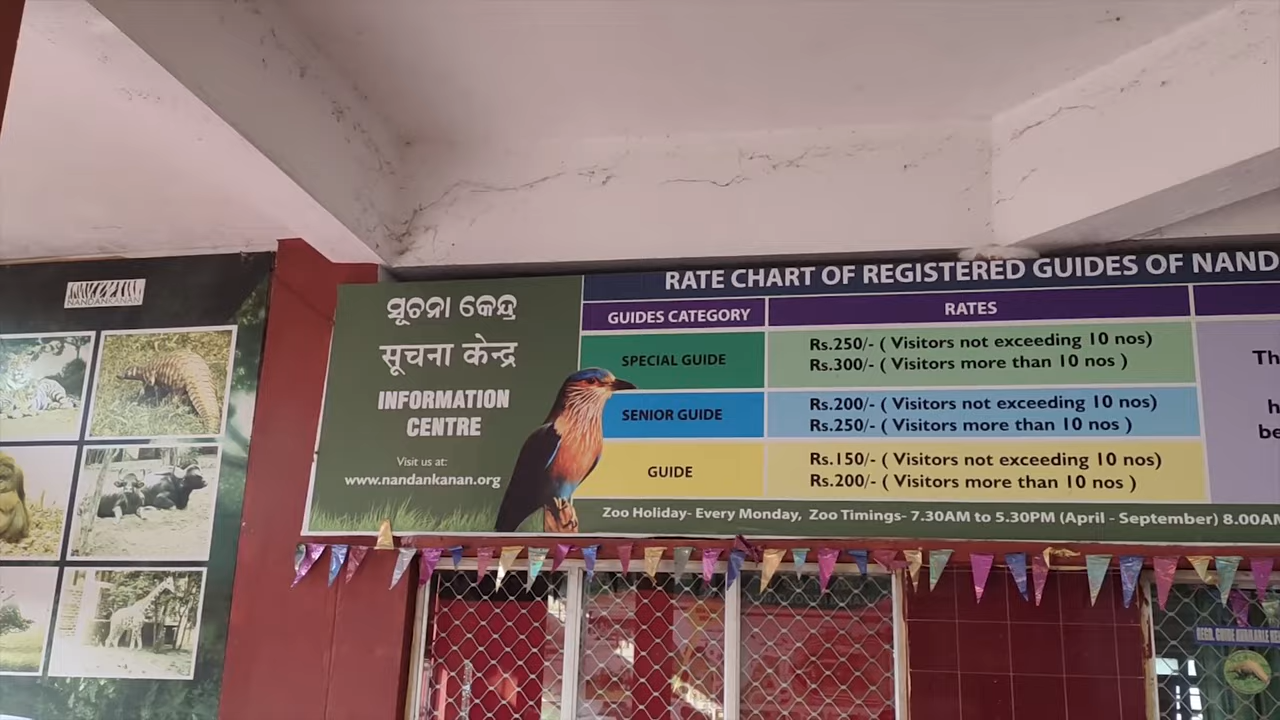 NANDANKANAN
ସୂଚନା କେନ୍ଦ୍ର
सूचना केन्द्र
INFORMATION
CENTRE
Visit us at:
www.nandankanan.org
RATE CHART OF REGISTERED GUIDES OF NAND
GUIDES CATEGORY RATES
SPECIAL GUIDE
Rs.250/- ( Visitors not exceeding 10 nos)
Rs.300/- ( Visitors more than 10 nos )
SENIOR GUIDE
Rs.200/- ( Visitors not exceeding 10 nos)
Rs.250/- ( Visitors more than 10 nos )
GUIDE
Rs.150/- ( Visitors not exceeding 10 nos)
Rs.200/- ( Visitors more than 10 nos )
Th
h
be
Zoo Holiday- Every Monday, Zoo Timings- 7.30AM to 5.30PM (April - September) 8.00AM
REGD. GUIDE AVAILABLE